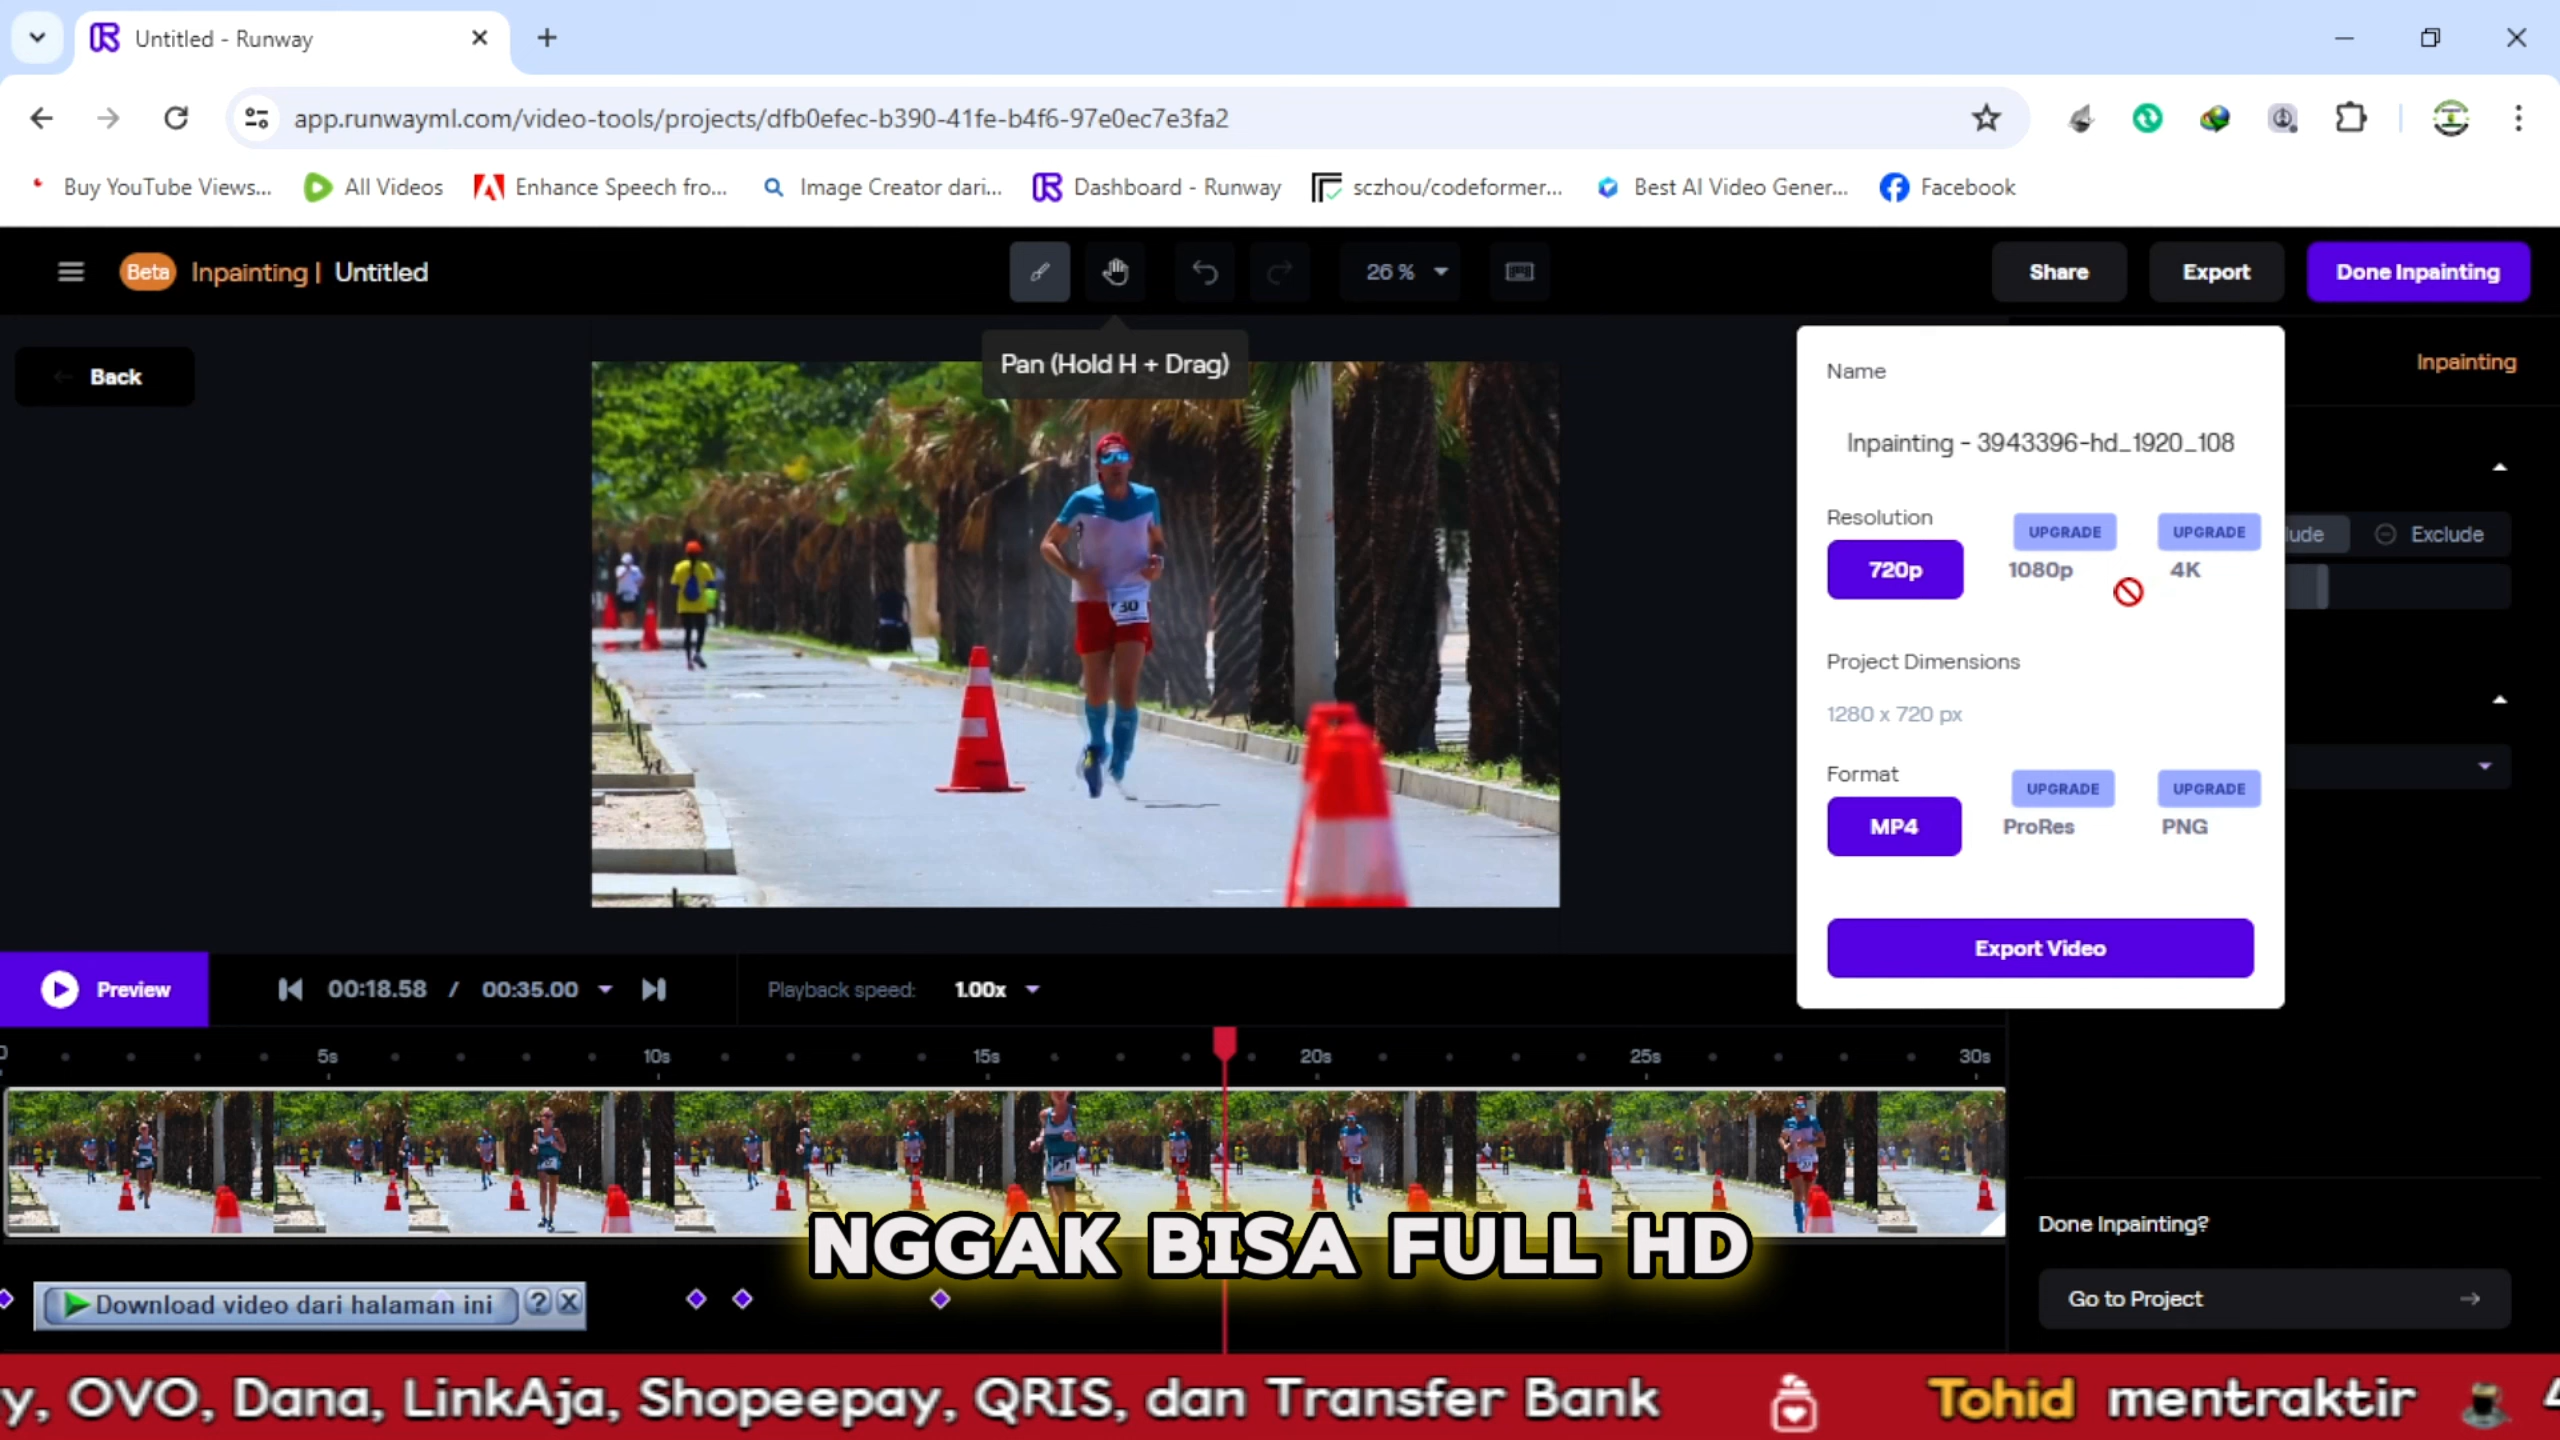 Untitled - Runway
app.runwayml.com/video-tools/projects/dfb0efec-b390-41fe-b4f6-97e0ec7e3fa2
Buy YouTube Views... All Videos Enhance Speech fro... Image Creator dari... Dashboard - Runway sczhou/codeformer... Best AI Video Gener... Facebook
Beta Inpainting | Untitled 26 % Share Export Done Inpainting
Back
Pan (Hold H + Drag)
Inpainting
Name
Inpainting - 3943396-hd_1920_108
Resolution UPGRADE UPGRADE
720p 1080p 4K
lude Exclude
Project Dimensions
1280 x 720 px
Format UPGRADE UPGRADE
MP4 ProRes PNG
Export Video
30
Preview 00:18.58 / 00:35.00 Playback speed: 1.00x
0 5s 10s 15s 20s 25s 30s
NGGAK BISA FULL HD
Done Inpainting?
Go to Project
Download video dari halaman ini ? X
y, OVO, Dana, LinkAja, Shopeepay, QRIS, dan Transfer Bank Tohid mentraktir 4